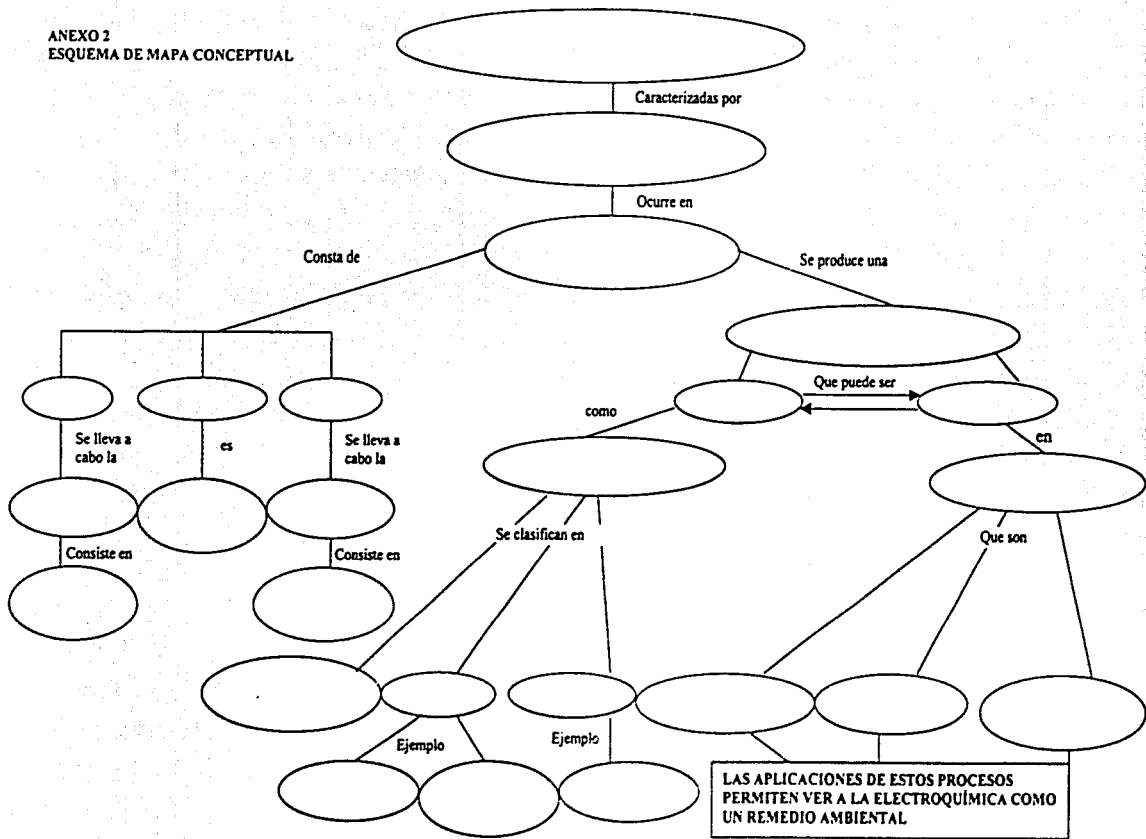 ANEXO 2
ESQUEMA DE MAPA CONCEPTUAL
Caracterizadas por
Ocurre en
Consta de
Se produce una
Que puede ser
como
en
Se lleva a
cabo la
es
Se lleva a
cabo la
Se clasifican en
Que son
Consiste en
Consiste en
Ejemplo
Ejemplo
LAS APLICACIONES DE ESTOS PROCESOS
PERMITEN VER A LA ELECTROQUÍMICA COMO
UN REMEDIO AMBIENTAL